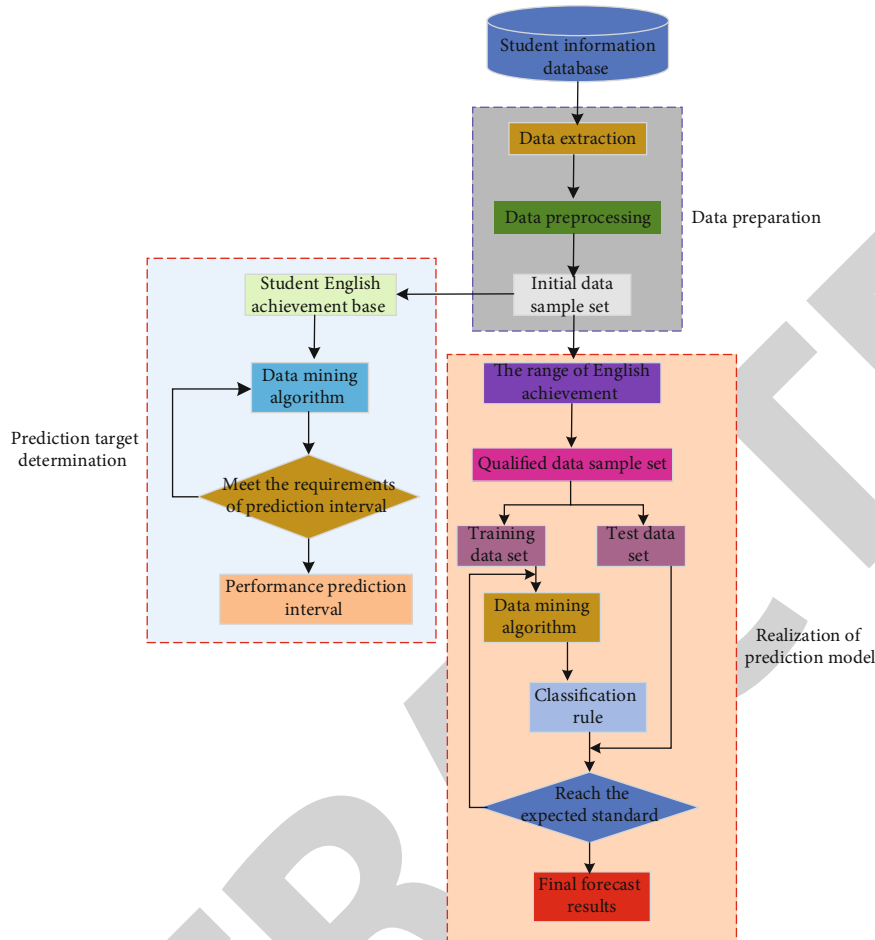 Student information
database
Data extraction
Data preprocessing
Data preparation
Initial data
sample set
Student English
achievement base
Data mining
algorithm
Prediction target
determination
Meet the requirements
of prediction interval
Performance prediction
interval
The range of English
achievement
Qualified data sample set
Training
data set
Test data
set
Data mining
algorithm
Realization of
prediction model
Classification
rule
Reach the
expected standard
Final forecast
results